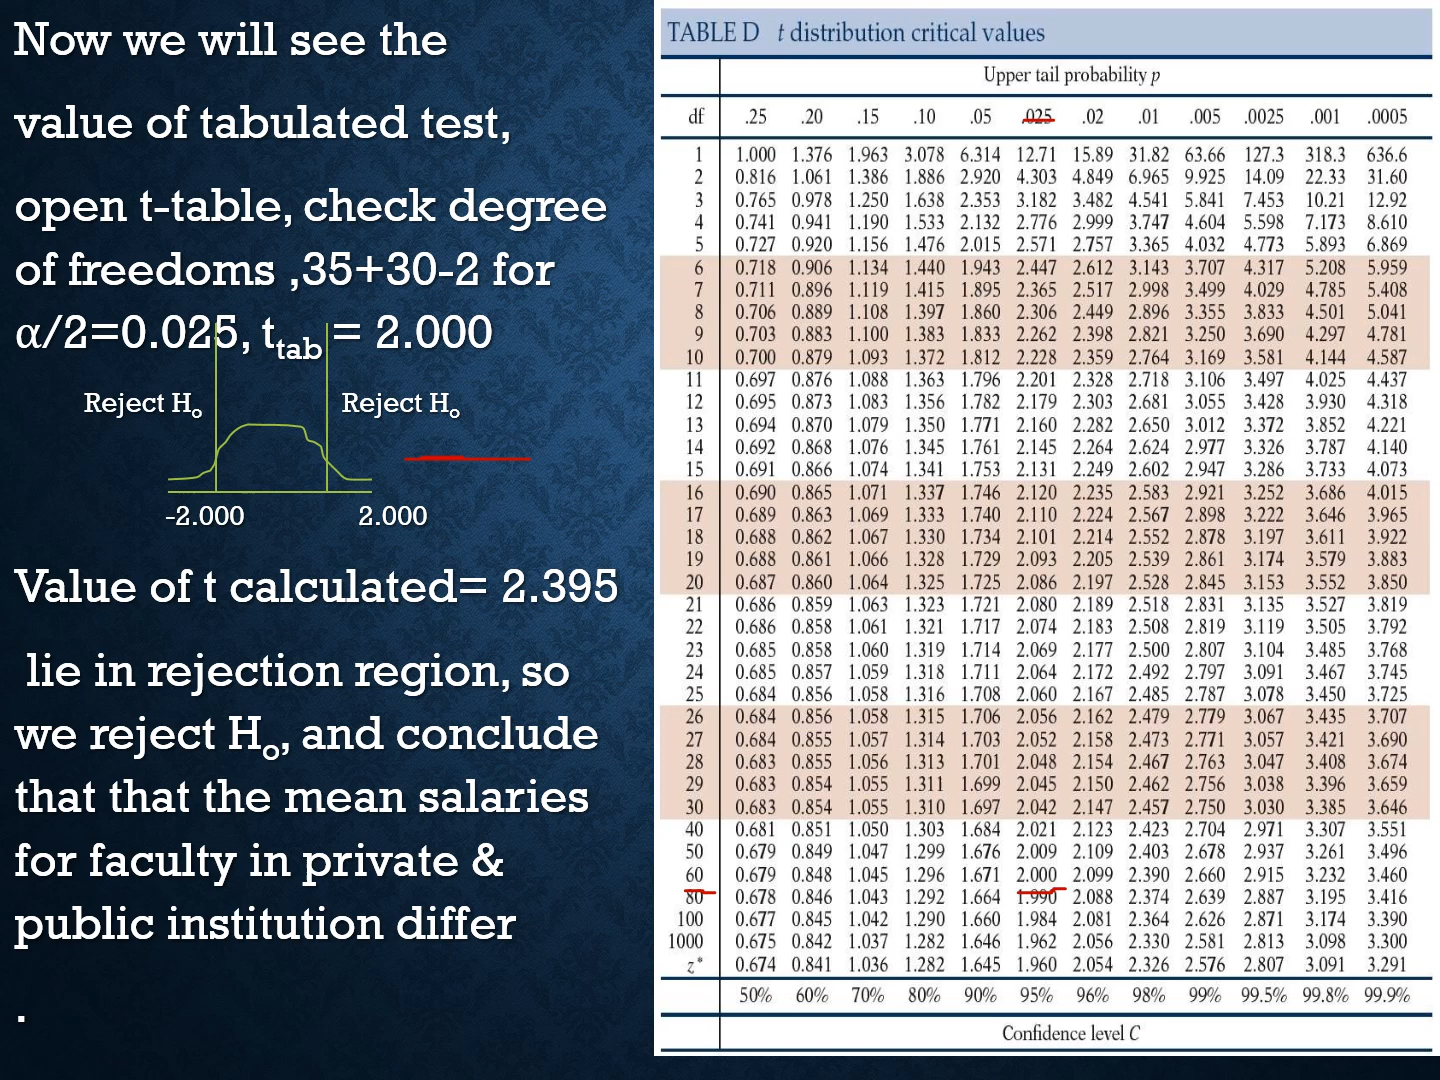 Now we will see the
value of tabulated test,
open t-table, check degree
of freedoms ,35+30-2 for
α/2=0.025, ttab = 2.000
Reject Ho
Reject Ho
-2.000
2.000
Value of t calculated= 2.395
lie in rejection region, so
we reject Ho, and conclude
that that the mean salaries
for faculty in private &
public institution differ
.
TABLE D t distribution critical values
Upper tail probability p
df .25 .20 .15 .10 .05 .025 .02 .01 .005 .0025 .001 .0005
1 1.000 1.376 1.963 3.078 6.314 12.71 15.89 31.82 63.66 127.3 318.3 636.6
2 0.816 1.061 1.386 1.886 2.920 4.303 4.849 6.965 9.925 14.09 22.33 31.60
3 0.765 0.978 1.250 1.638 2.353 3.182 3.482 4.541 5.841 7.453 10.21 12.92
4 0.741 0.941 1.190 1.533 2.132 2.776 2.999 3.747 4.604 5.598 7.173 8.610
5 0.727 0.920 1.156 1.476 2.015 2.571 2.757 3.365 4.032 4.773 5.893 6.869
6 0.718 0.906 1.134 1.440 1.943 2.447 2.612 3.143 3.707 4.317 5.208 5.959
7 0.711 0.896 1.119 1.415 1.895 2.365 2.517 2.998 3.499 4.029 4.785 5.408
8 0.706 0.889 1.108 1.397 1.860 2.306 2.449 2.896 3.355 3.833 4.501 5.041
9 0.703 0.883 1.100 1.383 1.833 2.262 2.398 2.821 3.250 3.690 4.297 4.781
10 0.700 0.879 1.093 1.372 1.812 2.228 2.359 2.764 3.169 3.581 4.144 4.587
11 0.697 0.876 1.088 1.363 1.796 2.201 2.328 2.718 3.106 3.497 4.025 4.437
12 0.695 0.873 1.083 1.356 1.782 2.179 2.303 2.681 3.055 3.428 3.930 4.318
13 0.694 0.870 1.079 1.350 1.771 2.160 2.282 2.650 3.012 3.372 3.852 4.221
14 0.692 0.868 1.076 1.345 1.761 2.145 2.264 2.624 2.977 3.326 3.787 4.140
15 0.691 0.866 1.074 1.341 1.753 2.131 2.249 2.602 2.947 3.286 3.733 4.073
16 0.690 0.865 1.071 1.337 1.746 2.120 2.235 2.583 2.921 3.252 3.686 4.015
17 0.689 0.863 1.069 1.333 1.740 2.110 2.224 2.567 2.898 3.222 3.646 3.965
18 0.688 0.862 1.067 1.330 1.734 2.101 2.214 2.552 2.878 3.197 3.611 3.922
19 0.688 0.861 1.066 1.328 1.729 2.093 2.205 2.539 2.861 3.174 3.579 3.883
20 0.687 0.860 1.064 1.325 1.725 2.086 2.197 2.528 2.845 3.153 3.552 3.850
21 0.686 0.859 1.063 1.323 1.721 2.080 2.189 2.518 2.831 3.135 3.527 3.819
22 0.686 0.858 1.061 1.321 1.717 2.074 2.183 2.508 2.819 3.119 3.505 3.792
23 0.685 0.858 1.060 1.319 1.714 2.069 2.177 2.500 2.807 3.104 3.485 3.768
24 0.685 0.857 1.059 1.318 1.711 2.064 2.172 2.492 2.797 3.091 3.467 3.745
25 0.684 0.856 1.058 1.316 1.708 2.060 2.167 2.485 2.787 3.078 3.450 3.725
26 0.684 0.856 1.058 1.315 1.706 2.056 2.162 2.479 2.779 3.067 3.435 3.707
27 0.684 0.855 1.057 1.314 1.703 2.052 2.158 2.473 2.771 3.057 3.421 3.690
28 0.683 0.855 1.056 1.313 1.701 2.048 2.154 2.467 2.763 3.047 3.408 3.674
29 0.683 0.854 1.055 1.311 1.699 2.045 2.150 2.462 2.756 3.038 3.396 3.659
30 0.683 0.854 1.055 1.310 1.697 2.042 2.147 2.457 2.750 3.030 3.385 3.646
40 0.681 0.851 1.050 1.303 1.684 2.021 2.123 2.423 2.704 2.971 3.307 3.551
50 0.679 0.849 1.047 1.299 1.676 2.009 2.109 2.403 2.678 2.937 3.261 3.496
60 0.679 0.848 1.045 1.296 1.671 2.000 2.099 2.390 2.660 2.915 3.232 3.460
80 0.678 0.846 1.043 1.292 1.664 1.990 2.088 2.374 2.639 2.887 3.195 3.416
100 0.677 0.845 1.042 1.290 1.660 1.984 2.081 2.364 2.626 2.871 3.174 3.390
1000 0.675 0.842 1.037 1.282 1.646 1.962 2.056 2.330 2.581 2.813 3.098 3.300
z* 0.674 0.841 1.036 1.282 1.645 1.960 2.054 2.326 2.576 2.807 3.091 3.291
50% 60% 70% 80% 90% 95% 96% 98% 99% 99.5% 99.8% 99.9%
Confidence level C